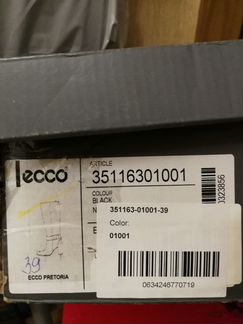 ecco
ARTICLE
35116301001
COLOUR
BLACK
351163-01001-39
Color:
01001
39
ECCO PRETORIA
0634246770719